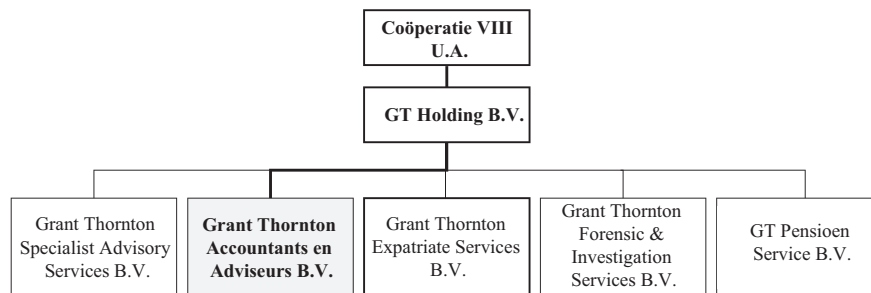 Coöperatie VIII
U.A.
GT Holding B.V.
Grant Thornton
Specialist Advisory
Services B.V.
Grant Thornton
Accountants en
Adviseurs B.V.
Grant Thornton
Expatriate Services
B.V.
Grant Thornton
Forensic &
Investigation
Services B.V.
GT Pensioen
Service B.V.